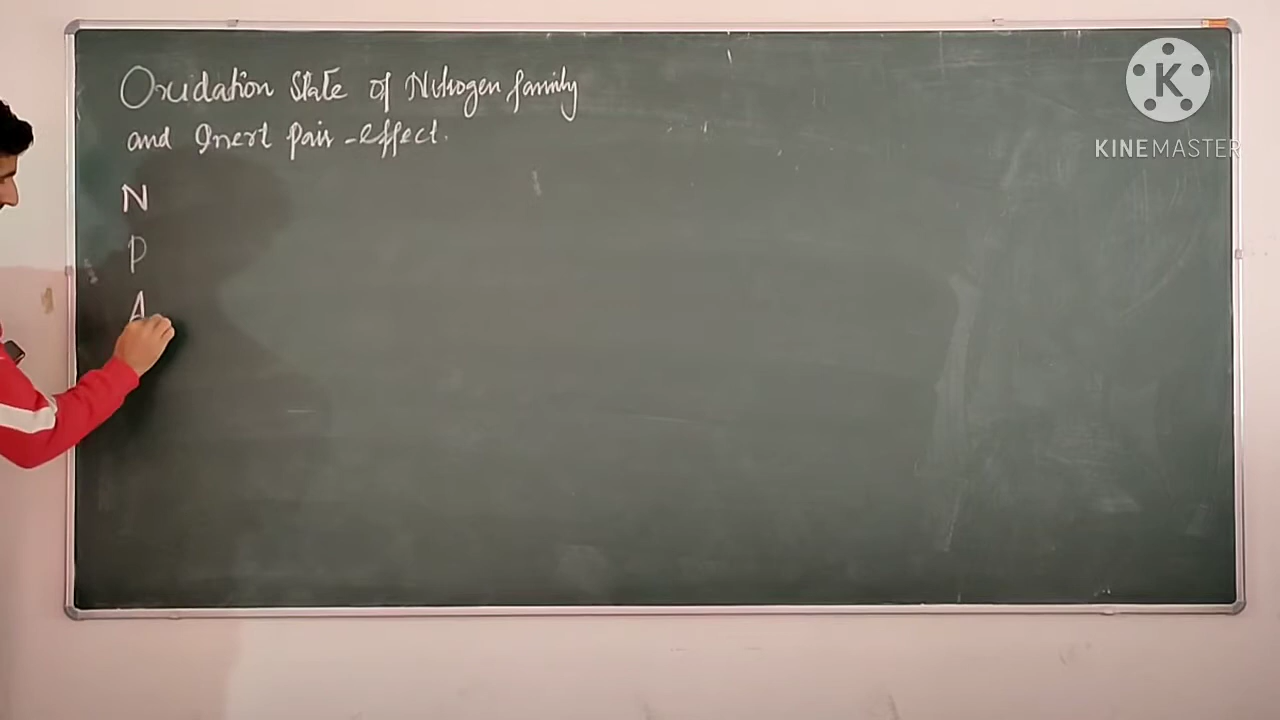 Oxidation State of Nitrogen family
and Inert pair-effect.
N
P
A
K
KINEMASTER